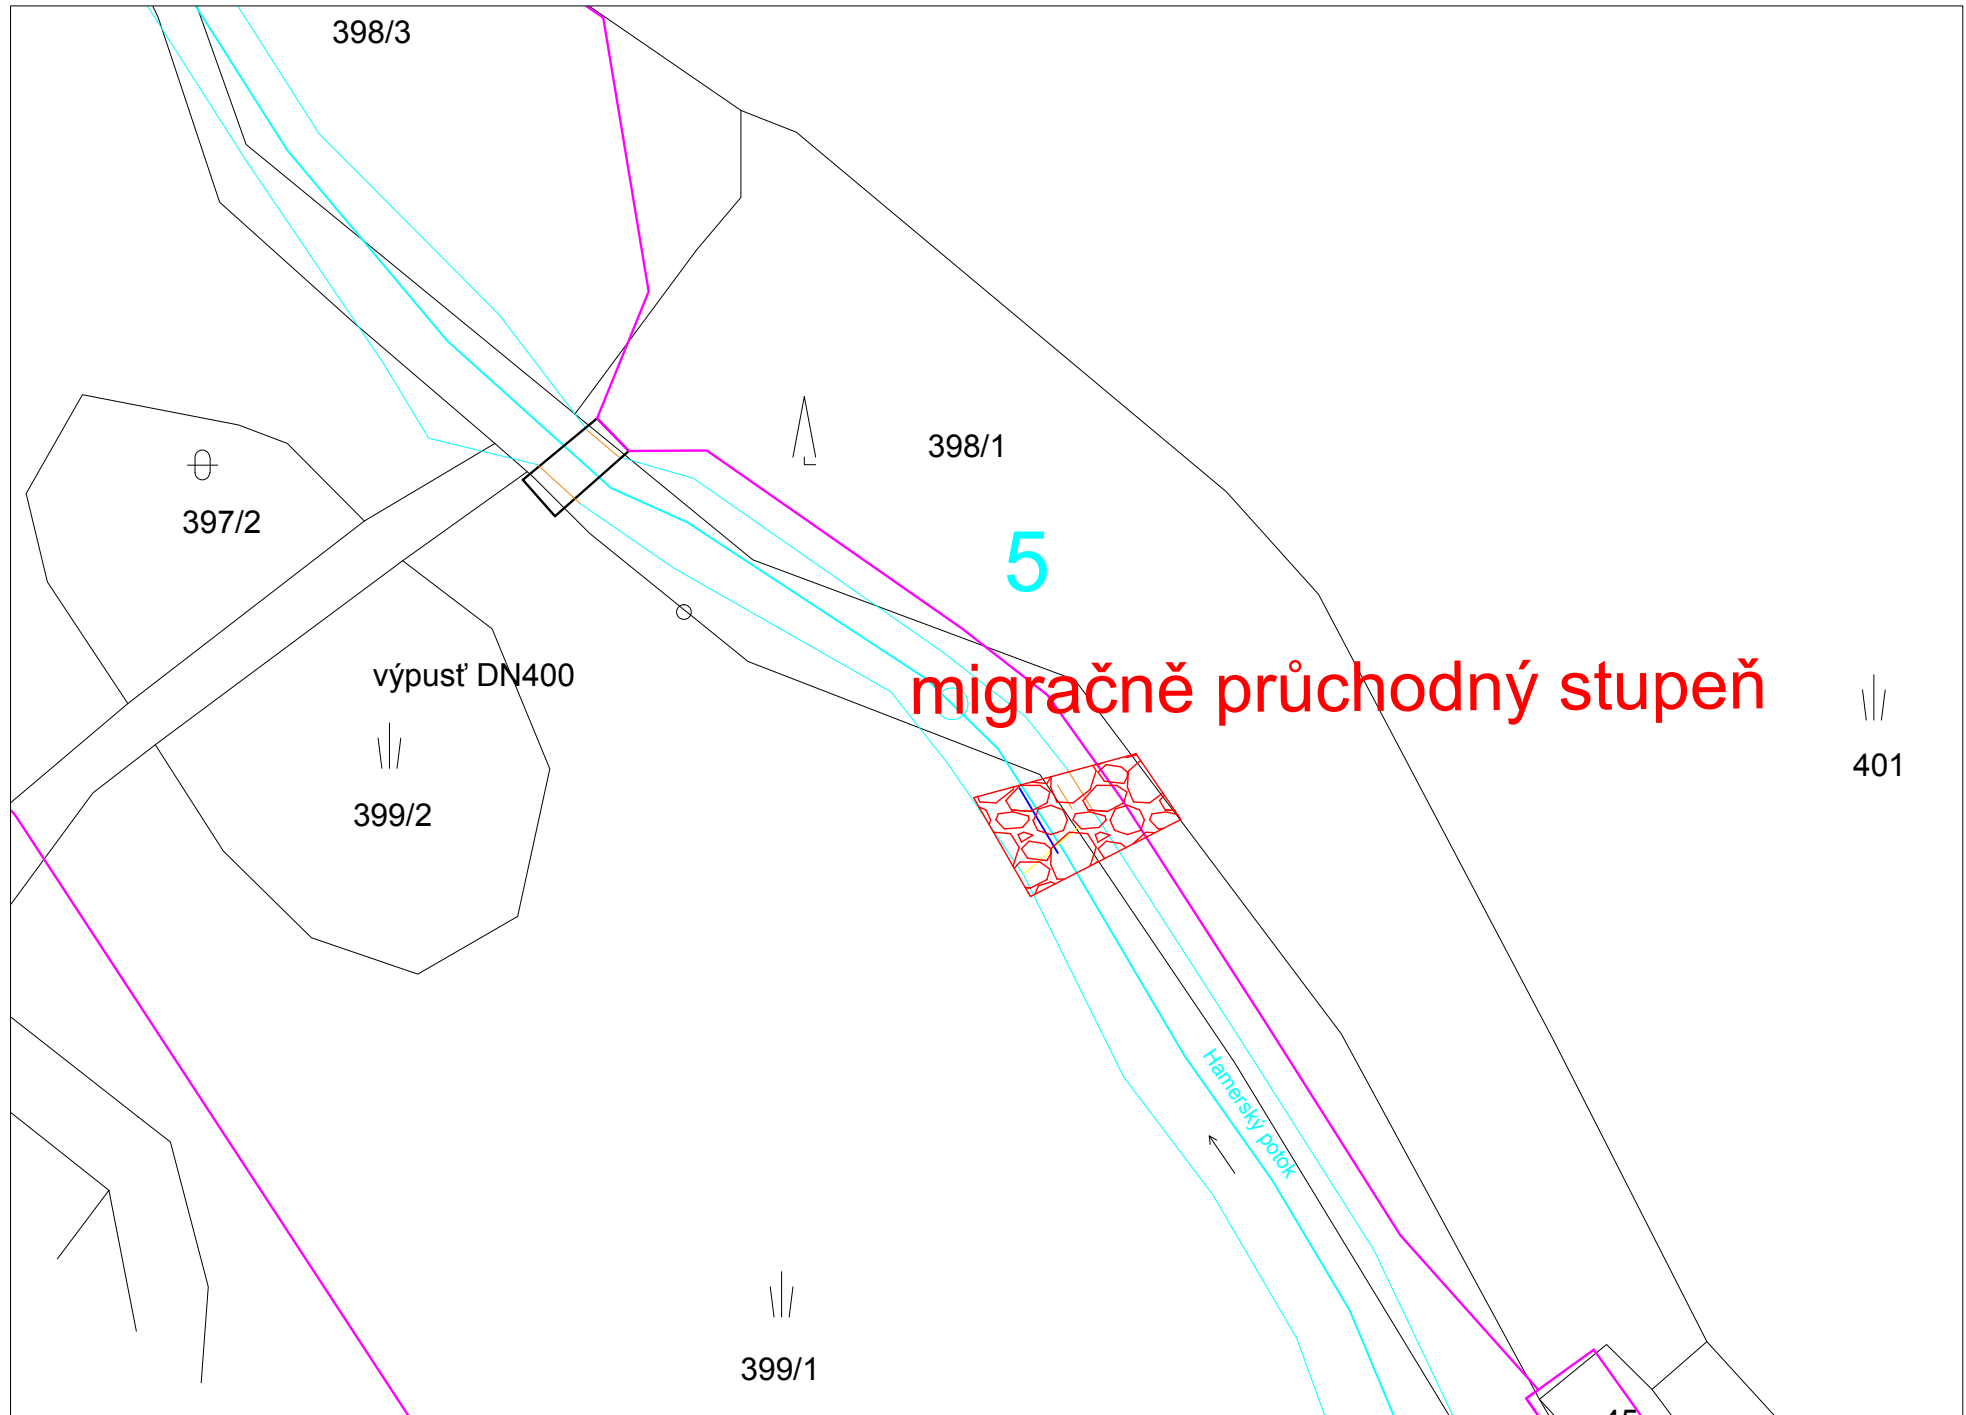 398/3
398/1
397/2
5
výpusť DN400
migračně průchodný stupeň
401
399/2
Hamerský potok
399/1